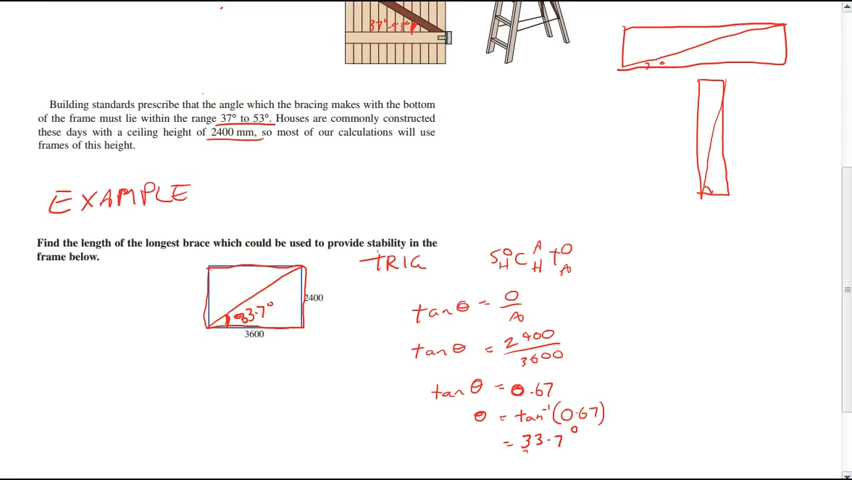 37°-53°
Building standards prescribe that the angle which the bracing makes with the bottom
of the frame must lie within the range 37° to 53°. Houses are commonly constructed
these days with a ceiling height of 2400 mm, so most of our calculations will use
frames of this height.
EXAMPLE
Find the length of the longest brace which could be used to provide stability in the
frame below.
33.7°
2400
3600
TRIG
SOH CAH TOA
tanθ = O/A
tanθ = 2400/3600
tanθ = 0.67
θ = tan⁻¹(0.67)
= 33.7°